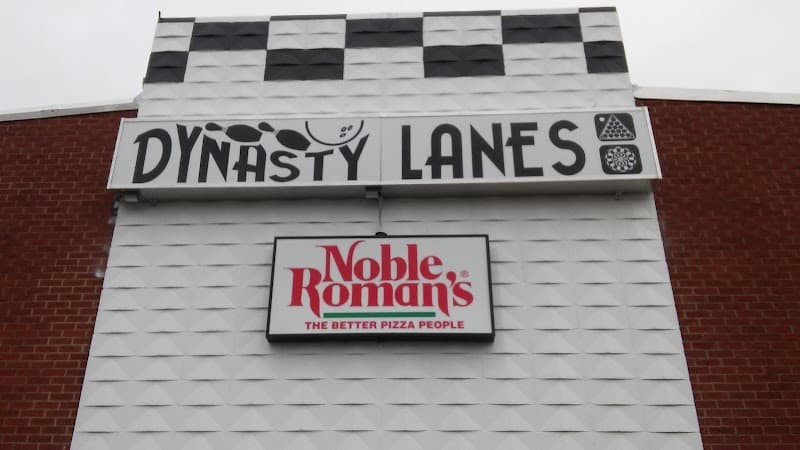 DYNASTY LANES
Noble
Roman's®
THE BETTER PIZZA PEOPLE